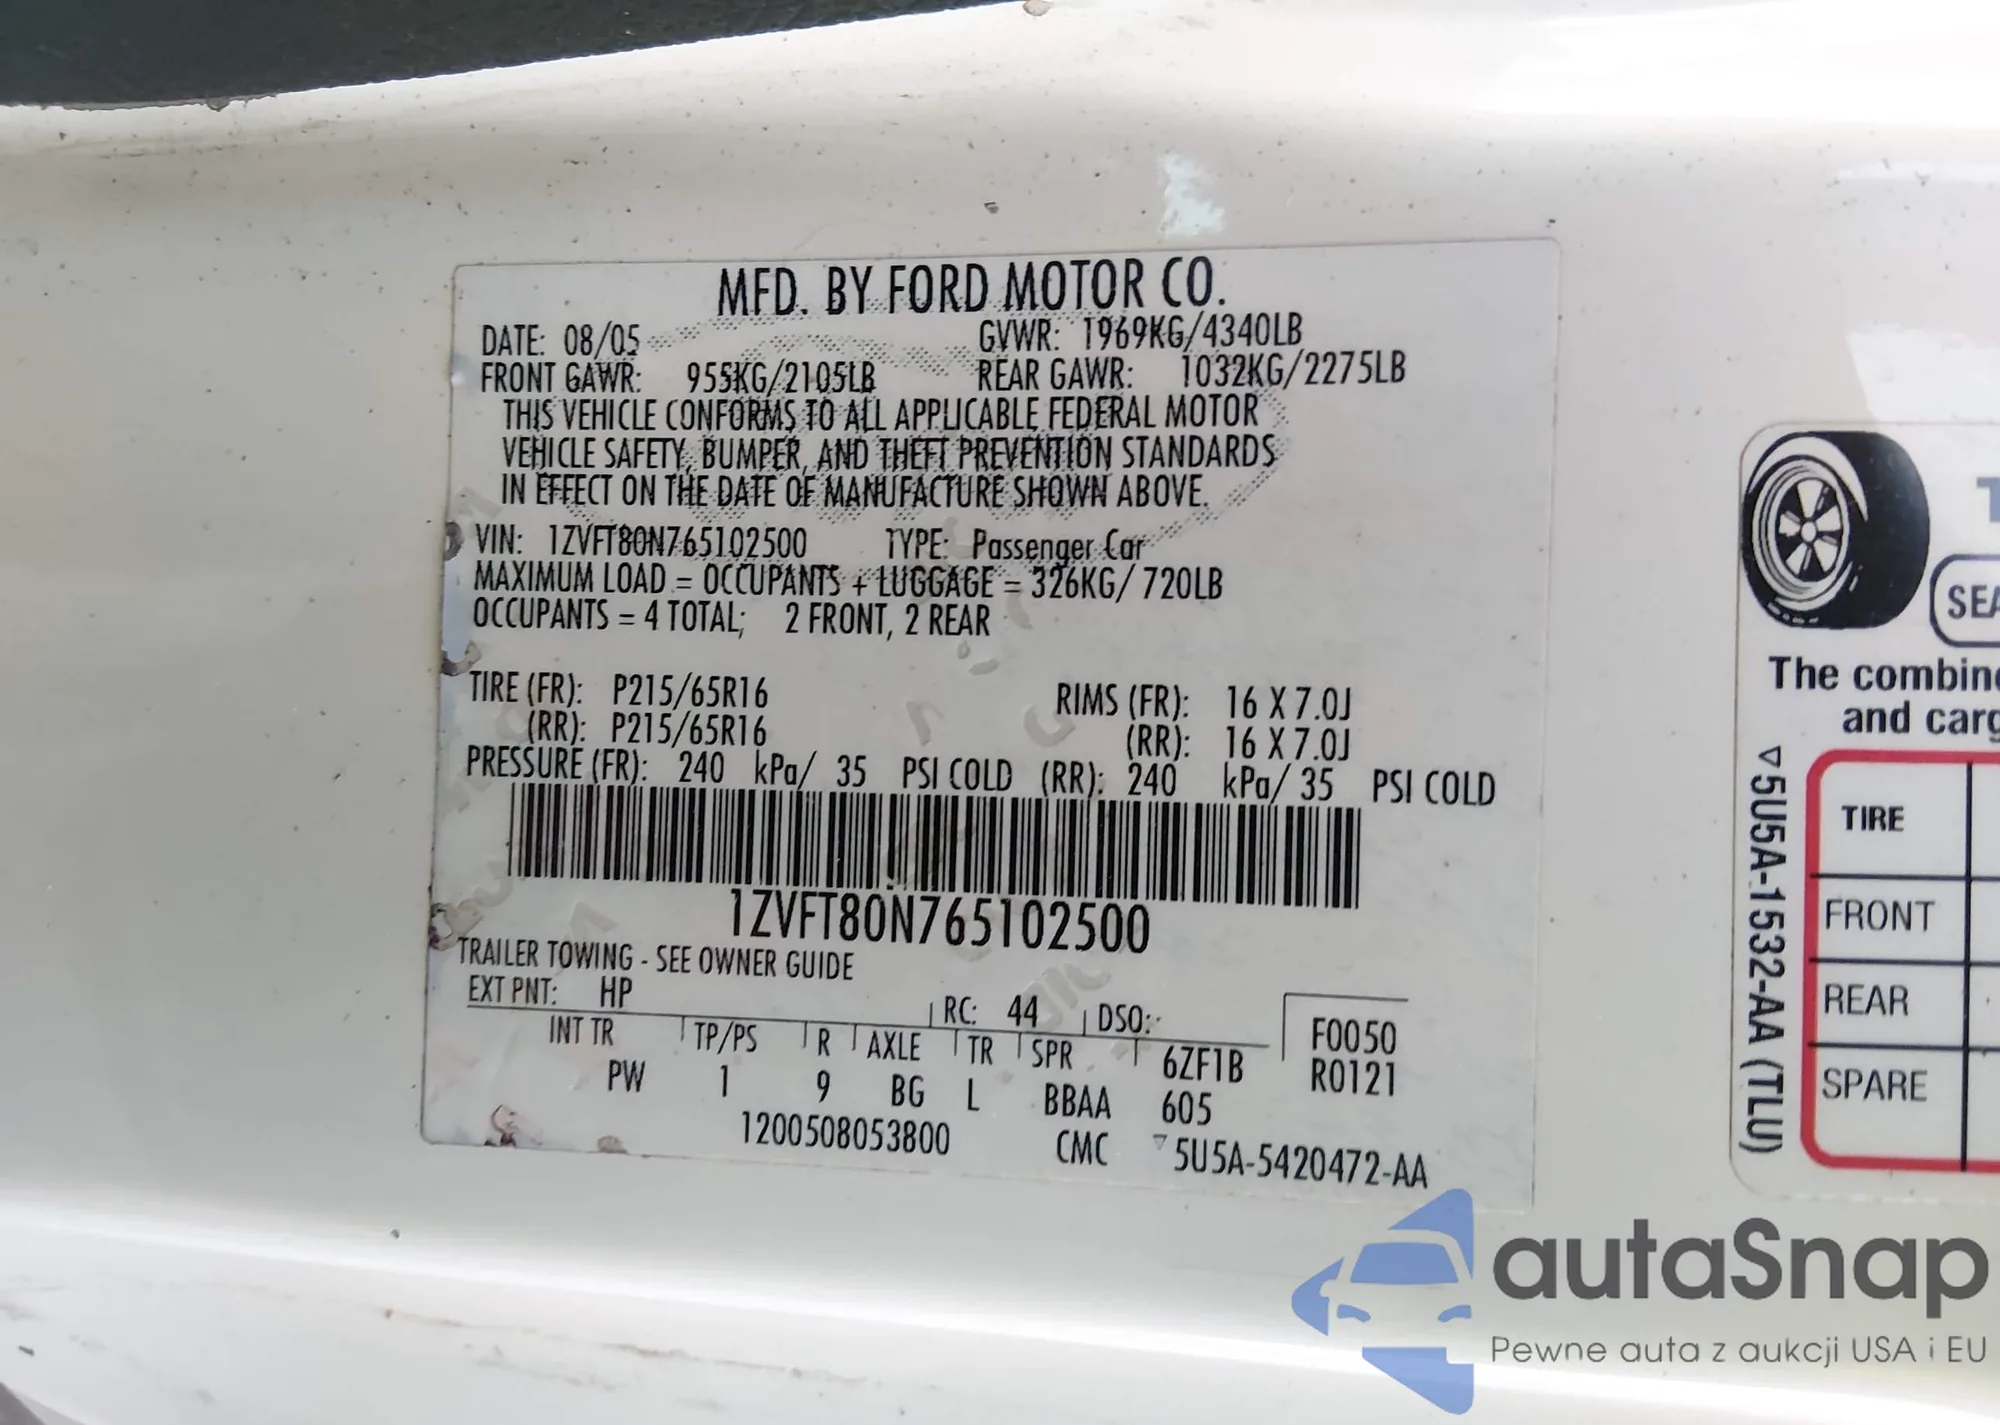 MFD. BY FORD MOTOR CO.
DATE: 08/05 GVWR: 1969KG/4340LB
FRONT GAWR: 955KG/2105LB REAR GAWR: 1032KG/2275LB
THIS VEHICLE CONFORMS TO ALL APPLICABLE FEDERAL MOTOR
VEHICLE SAFETY, BUMPER, AND THEFT PREVENTION STANDARDS
IN EFFECT ON THE DATE OF MANUFACTURE SHOWN ABOVE.
VIN: 1ZVFT80N765102500 TYPE: Passenger Car
MAXIMUM LOAD = OCCUPANTS + LUGGAGE = 326KG/ 720LB
OCCUPANTS = 4 TOTAL; 2 FRONT, 2 REAR
TIRE (FR): P215/65R16 RIMS (FR): 16 X 7.0J
(RR): P215/65R16 (RR): 16 X 7.0J
PRESSURE (FR): 240 kPa/ 35 PSI COLD (RR): 240 kPa/ 35 PSI COLD
1ZVFT80N765102500
TRAILER TOWING - SEE OWNER GUIDE
EXT PNT: HP RC: 44 DSO: F0050
INT TR TP/PS R AXLE TR SPR 6ZF1B R0121
PW 1 9 BG L BBAA 605
1200508053800 CMC ▽5U5A-5420472-AA
SEA
The combin
and carg
TIRE
FRONT
REAR
SPARE
▽5U5A-1532-AA (TLU)
autaSnap
Pewne auta z aukcji USA i EU